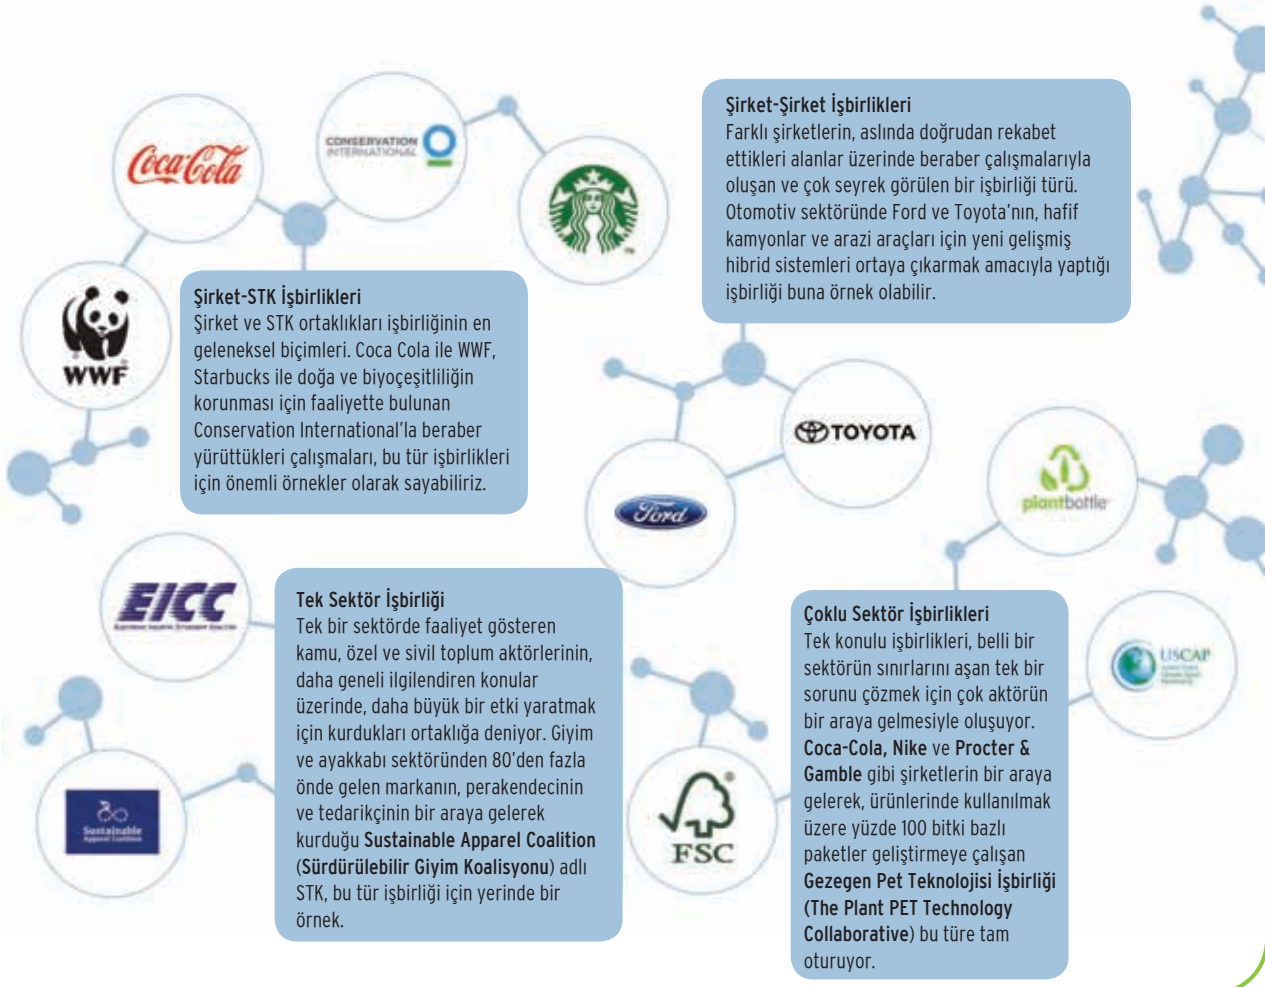 Coca-Cola
CONSERVATION
INTERNATIONAL
WWF
Şirket-STK İşbirlikleri
Şirket ve STK ortaklıkları işbirliğinin en
geleneksel biçimleri. Coca Cola ile WWF,
Starbucks ile doğa ve biyoçeşitliliğin
korunması için faaliyette bulunan
Conservation International'la beraber
yürüttükleri çalışmaları, bu tür işbirlikleri
için önemli örnekler olarak sayabiliriz.
Şirket-Şirket İşbirlikleri
Farklı şirketlerin, aslında doğrudan rekabet
ettikleri alanlar üzerinde beraber çalışmalarıyla
oluşan ve çok seyrek görülen bir işbirliği türü.
Otomotiv sektöründe Ford ve Toyota'nın, hafif
kamyonlar ve arazi araçları için yeni gelişmiş
hibrid sistemleri ortaya çıkarmak amacıyla yaptığı
işbirliği buna örnek olabilir.
TOYOTA
Ford
plantbottle
EICC
Tek Sektör İşbirliği
Tek bir sektörde faaliyet gösteren
kamu, özel ve sivil toplum aktörlerinin,
daha geneli ilgilendiren konular
üzerinde, daha büyük bir etki yaratmak
için kurdukları ortaklığa deniyor. Giyim
ve ayakkabı sektöründen 80'den fazla
önde gelen markanın, perakendecinin
ve tedarikçinin bir araya gelerek
kurduğu Sustainable Apparel Coalition
(Sürdürülebilir Giyim Koalisyonu) adlı
STK, bu tür işbirliği için yerinde bir
örnek.
Sustainable
Apparel Coalition
FSC
Çoklu Sektör İşbirlikleri
Tek konulu işbirlikleri, belli bir
sektörün sınırlarını aşan tek bir
sorunu çözmek için çok aktörün
bir araya gelmesiyle oluşuyor.
Coca-Cola, Nike ve Procter &
Gamble gibi şirketlerin bir araya
gelerek, ürünlerinde kullanılmak
üzere yüzde 100 bitki bazlı
paketler geliştirmeye çalışan
Gezegen Pet Teknolojisi İşbirliği
(The Plant PET Technology
Collaborative) bu türe tam
oturuyor.
USCAP